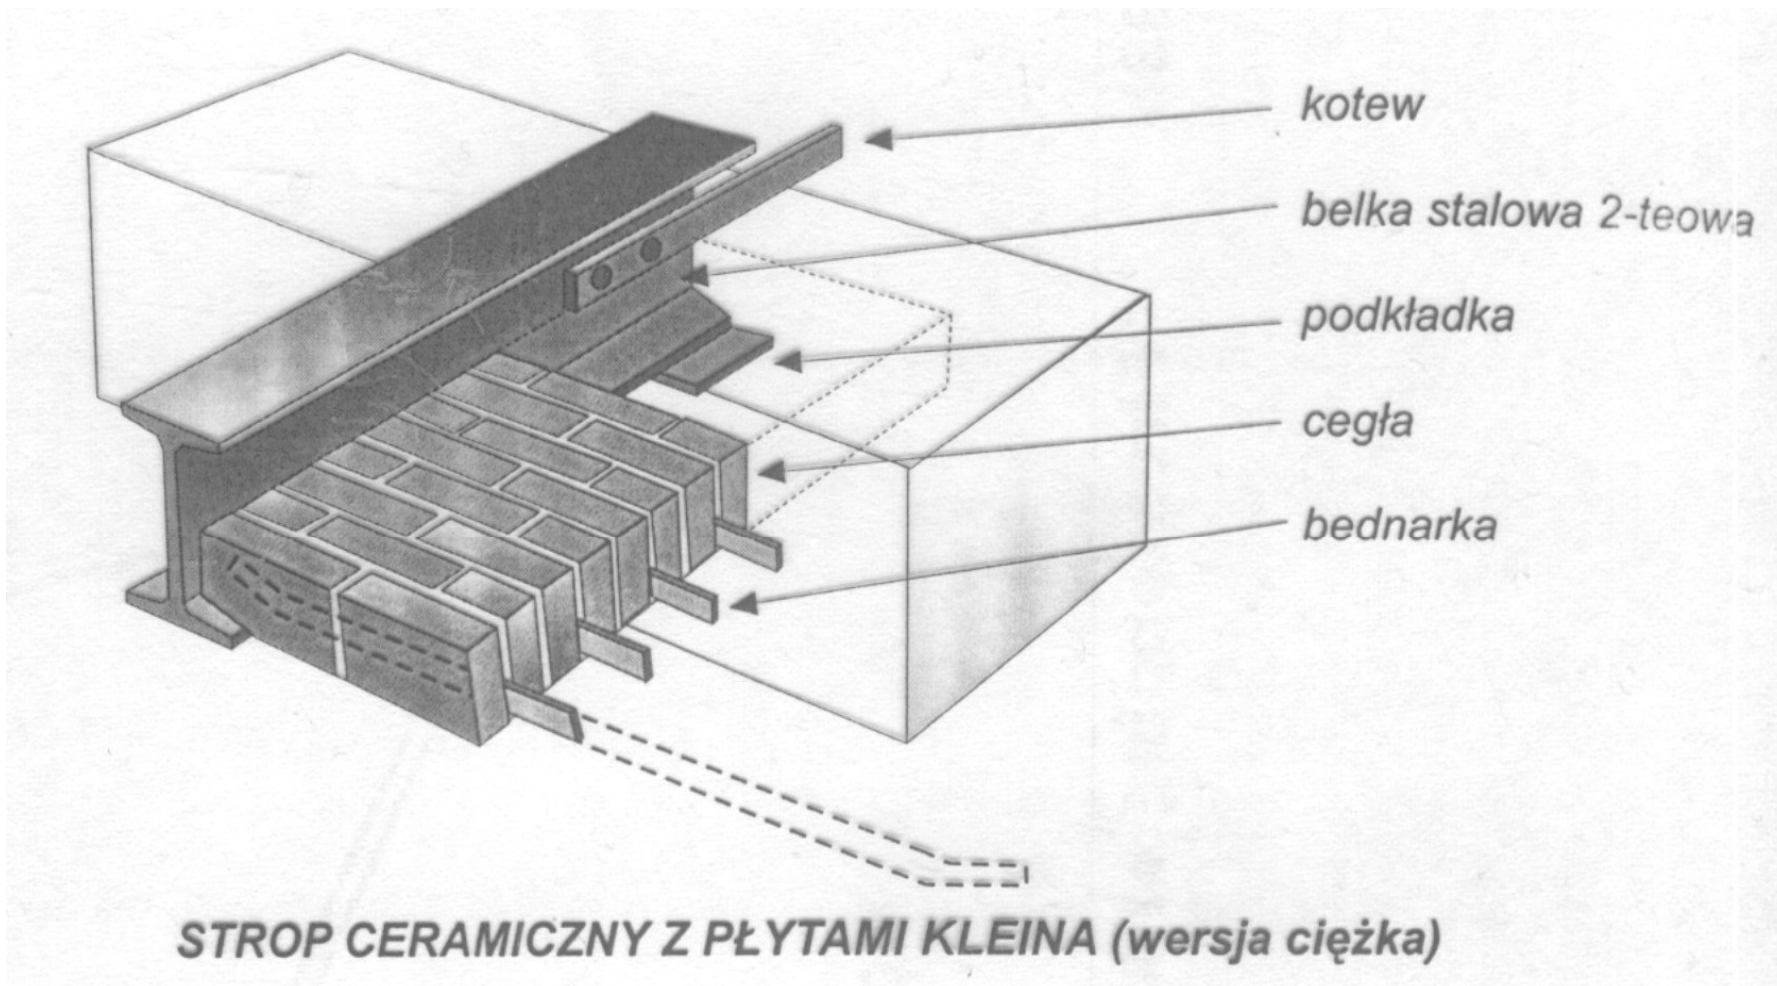 kotew
belka stalowa 2-teowa
podkładka
cegła
bednarka
STROP CERAMICZNY Z PŁYTAMI KLEINA (wersja ciężka)